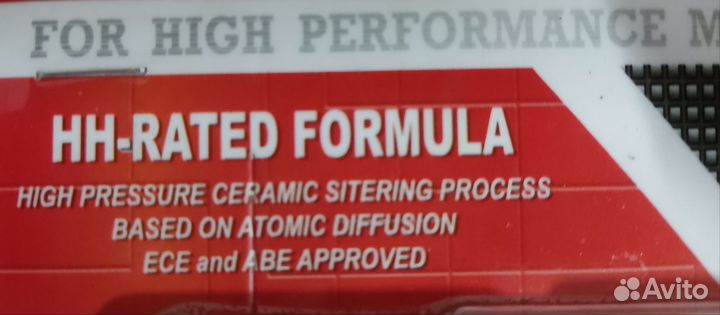 FOR HIGH PERFORMANCE M
HH-RATED FORMULA
HIGH PRESSURE CERAMIC SITERING PROCESS
BASED ON ATOMIC DIFFUSION
ECE and ABE APPROVED
Avito